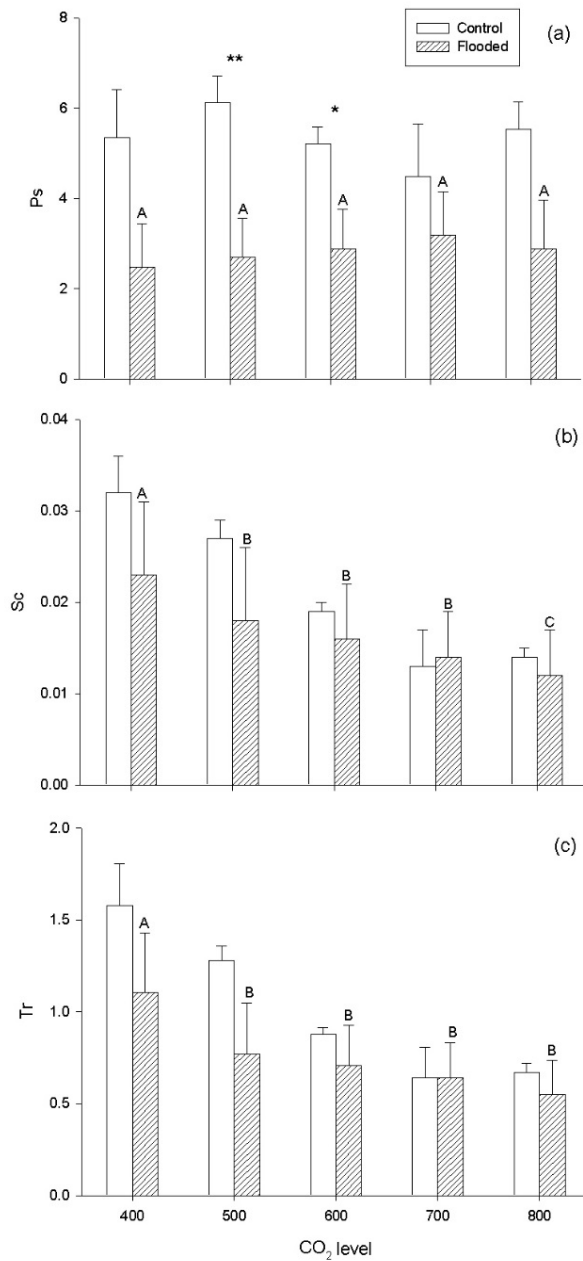 8
6
4
2
0
Ps
Control
Flooded
(a)
**
*
A
A
A
A
A
0.04
0.03
0.02
0.01
0.00
Sc
(b)
A
B
B
B
C
2.0
1.5
1.0
0.5
0.0
Tr
(c)
A
B
B
B
B
400 500 600 700 800
CO₂ level